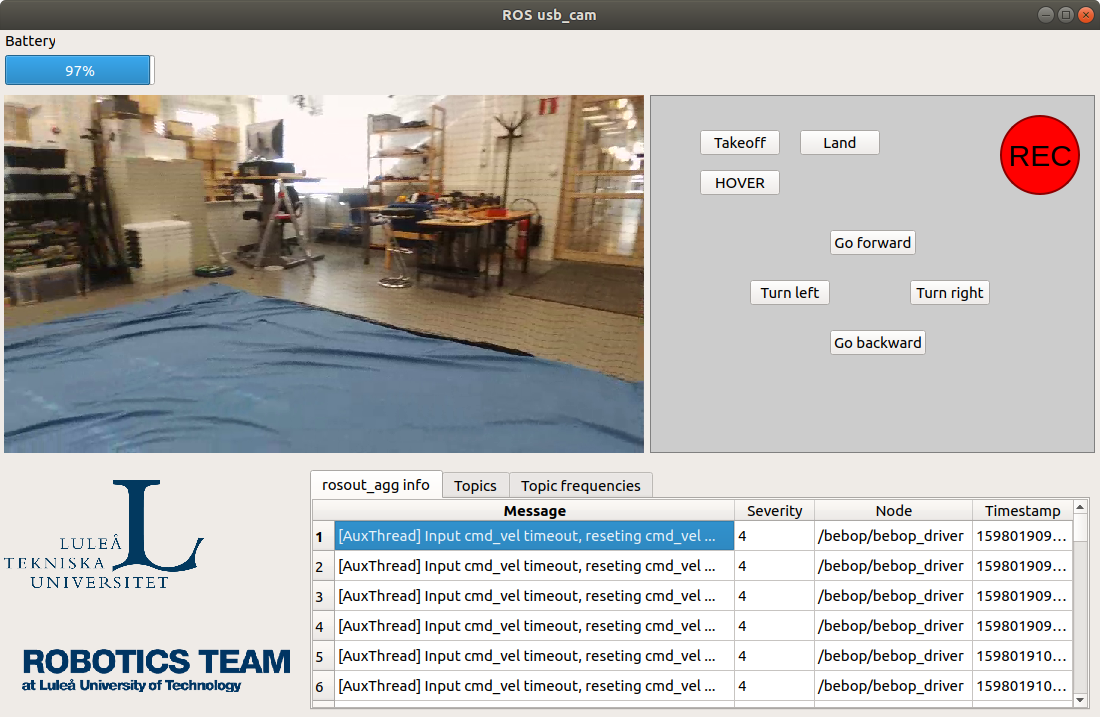 ROS usb_cam
Battery
97%
Takeoff Land
REC
HOVER
Go forward
Turn left Turn right
Go backward
LULEÅ
TEKNISKA
UNIVERSITET
ROBOTICS TEAM
at Luleå University of Technology
rosout_agg info Topics Topic frequencies
Message Severity Node Timestamp
1 [AuxThread] Input cmd_vel timeout, reseting cmd_vel ... 4 /bebop/bebop_driver 159801909...
2 [AuxThread] Input cmd_vel timeout, reseting cmd_vel ... 4 /bebop/bebop_driver 159801909...
3 [AuxThread] Input cmd_vel timeout, reseting cmd_vel ... 4 /bebop/bebop_driver 159801909...
4 [AuxThread] Input cmd_vel timeout, reseting cmd_vel ... 4 /bebop/bebop_driver 159801909...
5 [AuxThread] Input cmd_vel timeout, reseting cmd_vel ... 4 /bebop/bebop_driver 159801910...
6 [AuxThread] Input cmd_vel timeout, reseting cmd_vel ... 4 /bebop/bebop_driver 159801910...